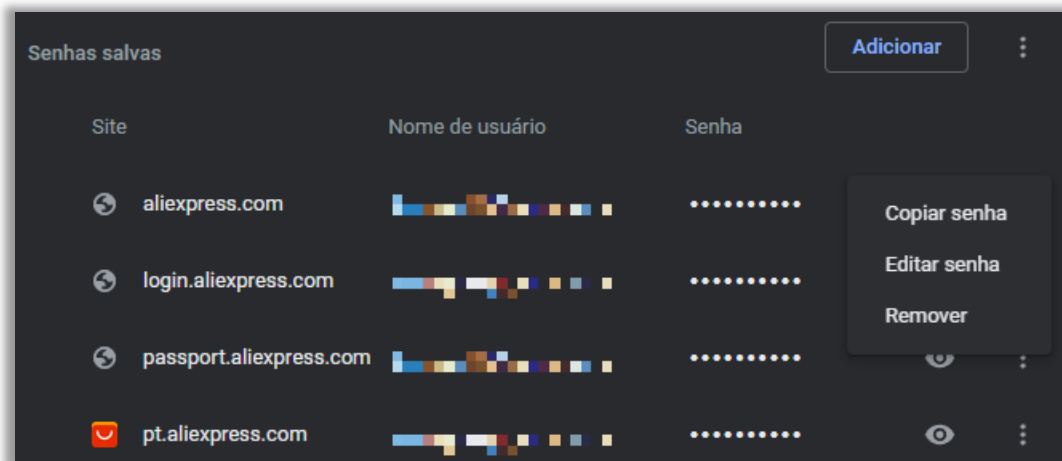 Senhas salvas
Adicionar
Site Nome de usuário Senha
aliexpress.com ••••••••••
Copiar senha
login.aliexpress.com ••••••••••
Editar senha
Remover
passport.aliexpress.com ••••••••••
pt.aliexpress.com ••••••••••